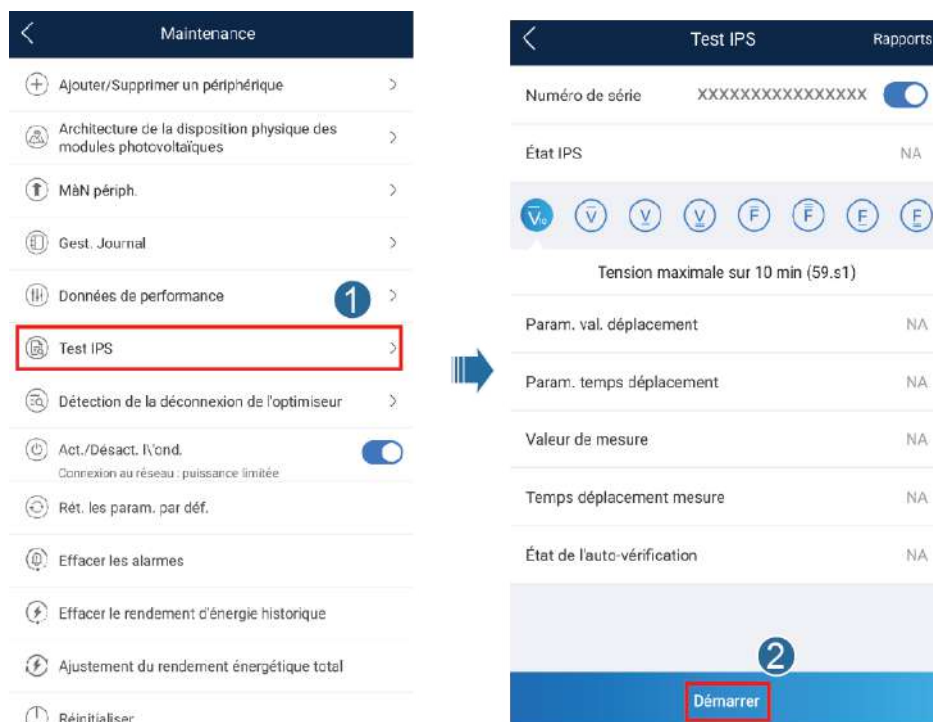 Maintenance
Ajouter/Supprimer un périphérique
Architecture de la disposition physique des
modules photovoltaïques
MàN périph.
Gest. Journal
Données de performance
1
Test IPS
Détection de la déconnexion de l'optimiseur
Act./Désact. l\'ond.
Connexion au réseau : puissance limitée
Rét. les param. par déf.
Effacer les alarmes
Effacer le rendement d'énergie historique
Ajustement du rendement énergétique total
Réinitialiser
Test IPS
Rapports
Numéro de série XXXXXXXXXXXXXXXX
État IPS NA
V10 V V V F F F F
Tension maximale sur 10 min (59.s1)
Param. val. déplacement NA
Param. temps déplacement NA
Valeur de mesure NA
Temps déplacement mesure NA
État de l'auto-vérification NA
2
Démarrer